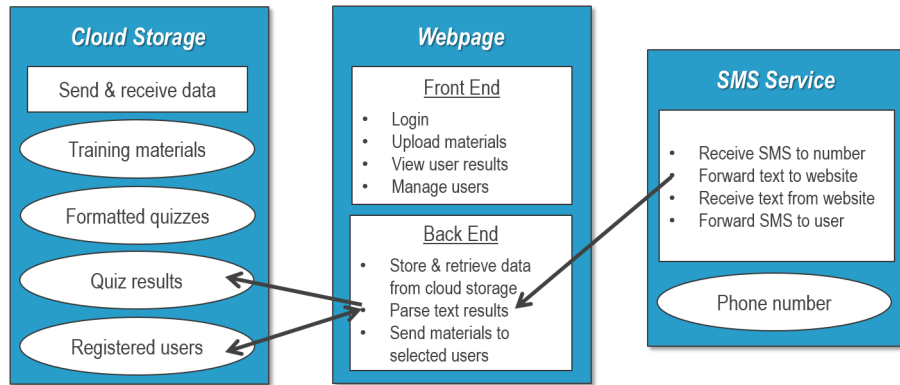 Cloud Storage
Send & receive data
Training materials
Formatted quizzes
Quiz results
Registered users
Webpage
Front End
• Login
• Upload materials
• View user results
• Manage users
Back End
• Store & retrieve data
from cloud storage
• Parse text results
• Send materials to
selected users
SMS Service
• Receive SMS to number
• Forward text to website
• Receive text from website
• Forward SMS to user
Phone number